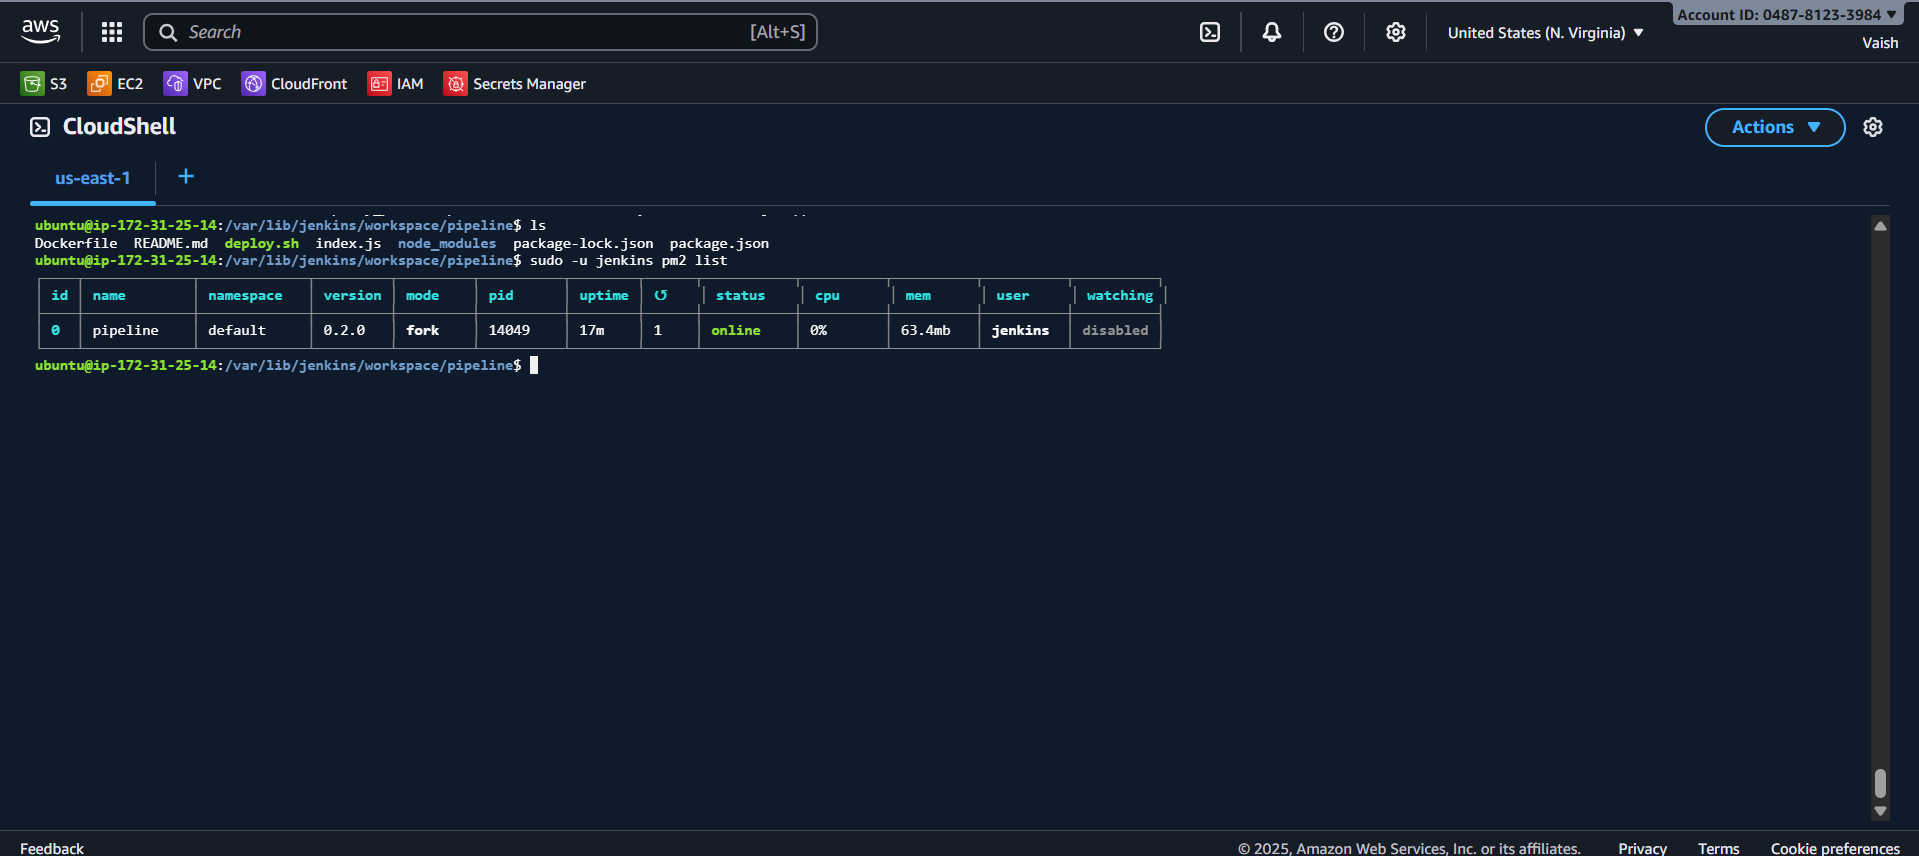 Account ID: 0487-8123-3984
aws
Search [Alt+S]
United States (N. Virginia)
Vaish
S3 EC2 VPC CloudFront IAM Secrets Manager
CloudShell
Actions
us-east-1 +
ubuntu@ip-172-31-25-14:/var/lib/jenkins/workspace/pipeline$ ls
Dockerfile README.md deploy.sh index.js node_modules package-lock.json package.json
ubuntu@ip-172-31-25-14:/var/lib/jenkins/workspace/pipeline$ sudo -u jenkins pm2 list
id name namespace version mode pid uptime ↺ status cpu mem user watching
0 pipeline default 0.2.0 fork 14049 17m 1 online 0% 63.4mb jenkins disabled
ubuntu@ip-172-31-25-14:/var/lib/jenkins/workspace/pipeline$
Feedback
© 2025, Amazon Web Services, Inc. or its affiliates. Privacy Terms Cookie preferences